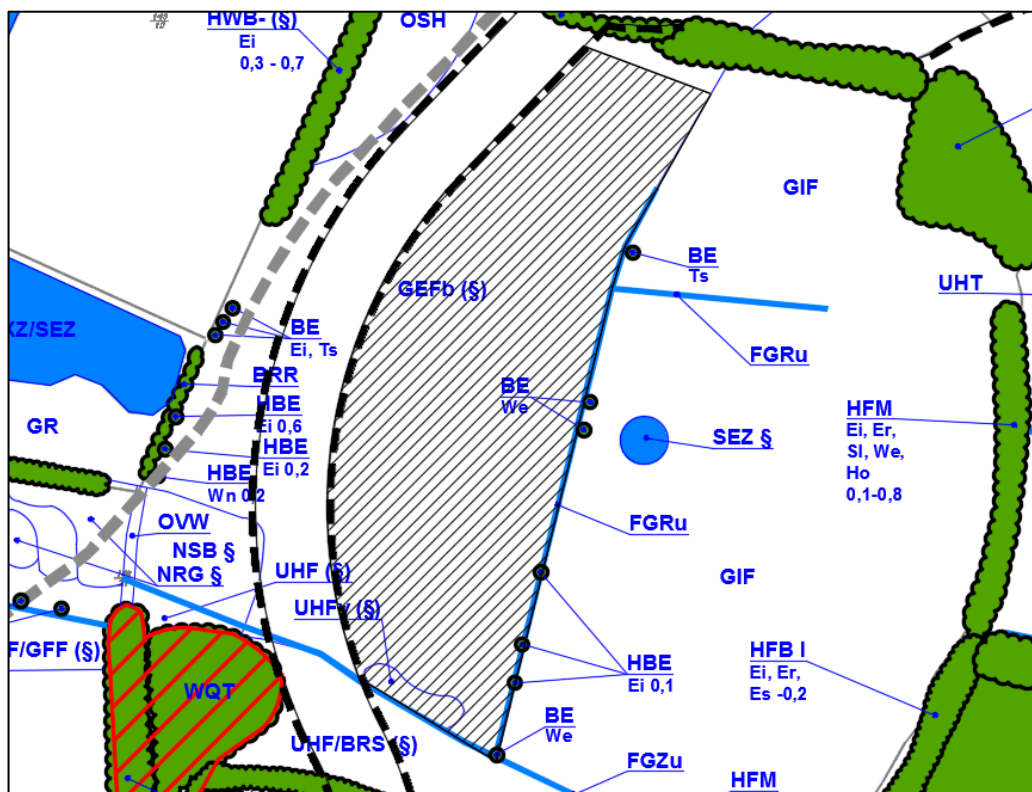 HWB- (§)
Ei
0,3 - 0,7
OSH
GIF
BE
Ts
UHT
GEFb (§)
KZ/SEZ
BE
Ei, Ts
FGRu
BRR
HBE
Ei 0,6
BE
We
GR
HBE
Ei 0,2
SEZ §
HFM
Ei, Er,
Sl, We,
Ho
0,1-0,8
HBE
Wn 0,2
OVW
FGRu
NSB §
NRG §
UHF (§)
GIF
UHFv (§)
F/GFF (§)
HBE
Ei 0,1
HFB I
Ei, Er,
Es -0,2
WQT
BE
We
UHF/BRS (§)
FGZu
HFM